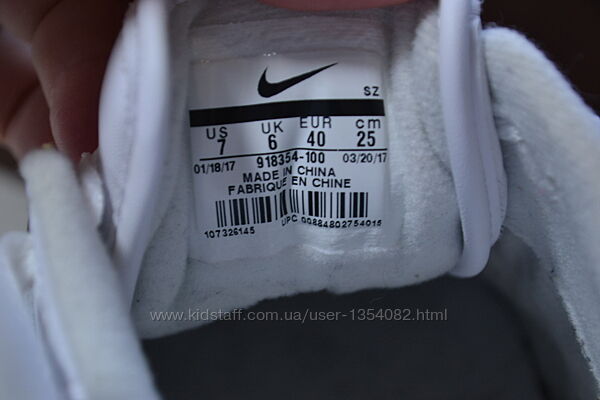 SZ
US UK EUR cm
7 6 40 25
01/18/17 918354-100 03/20/17
MADE IN CHINA
FABRIQUE EN CHINE
107326145 UPC 00884802754015
www.kidstaff.com.ua/user-1354082.html